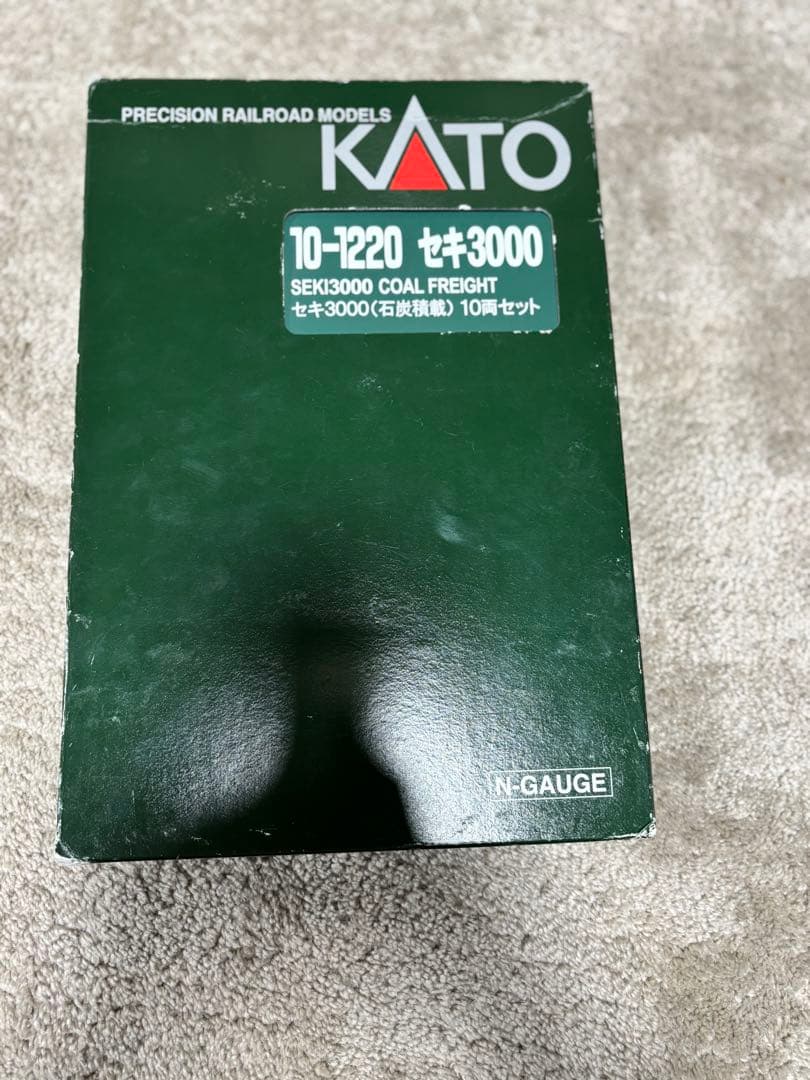 PRECISION RAILROAD MODELS
KATO
10-1220 セキ3000
SEKI3000 COAL FREIGHT
セキ3000(石炭積載) 10両セット
N-GAUGE